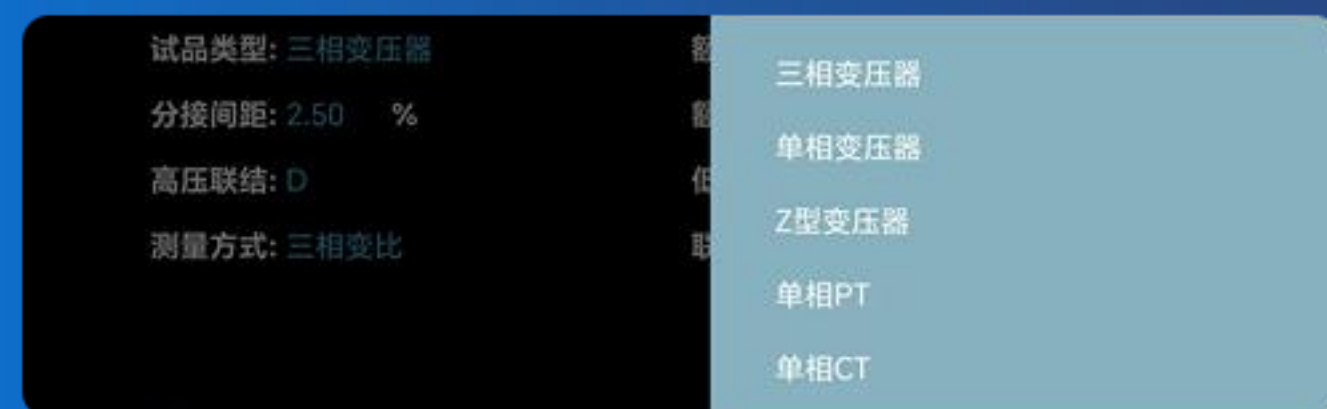 试品类型: 三相变压器
分接间距: 2.50 %
高压联结: D
测量方式: 三相变比
三相变压器
单相变压器
Z型变压器
单相PT
单相CT